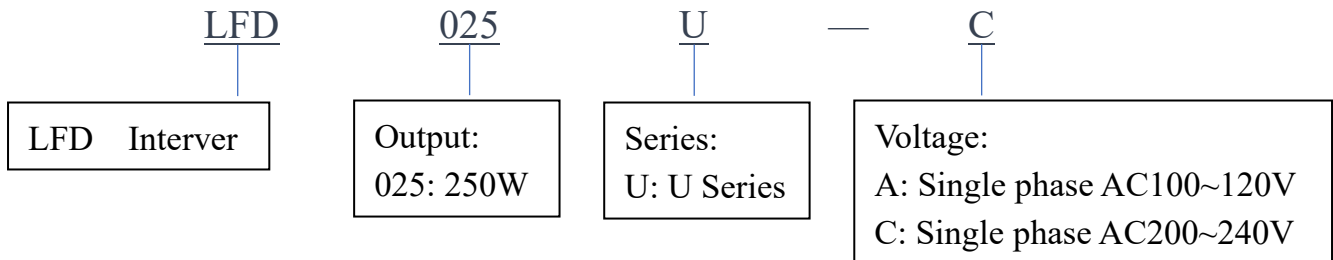 LFD 025 U — C
LFD Interver
Output:
025: 250W
Series:
U: U Series
Voltage:
A: Single phase AC100~120V
C: Single phase AC200~240V